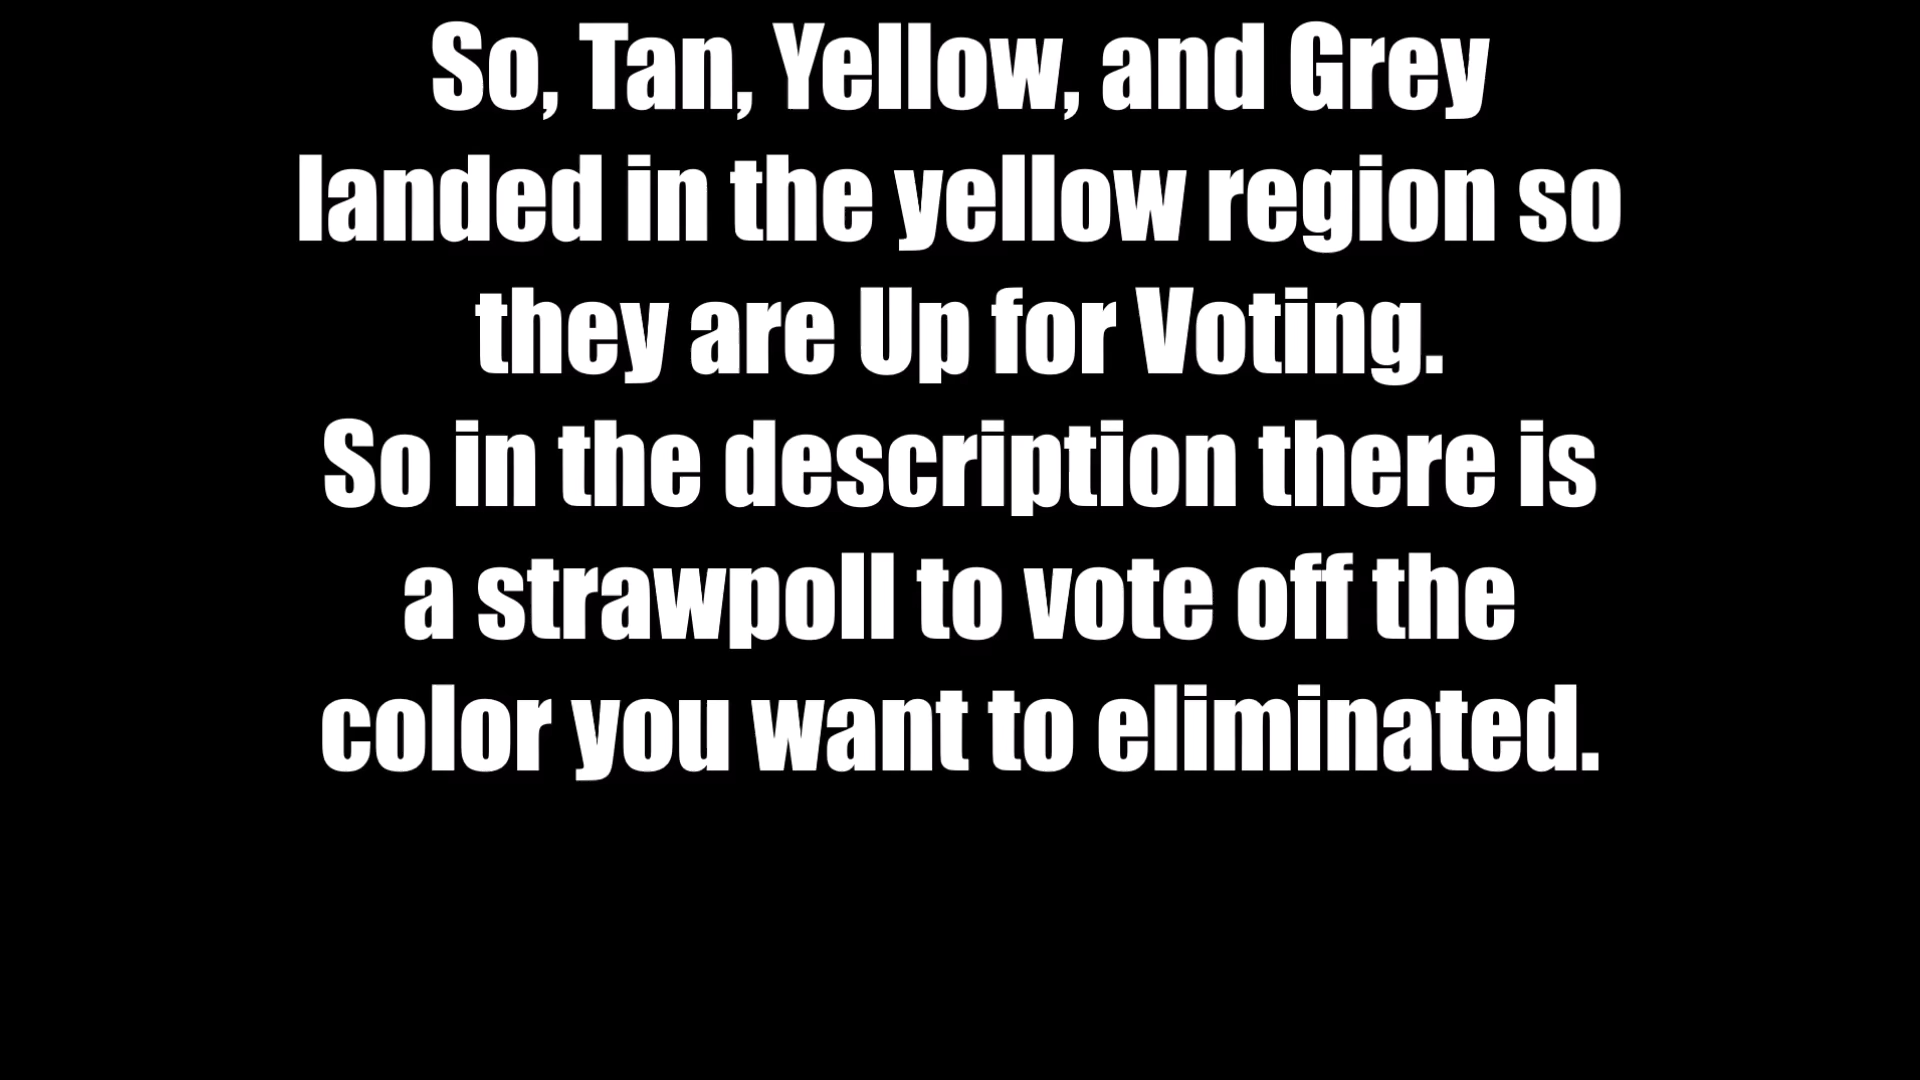 So, Tan, Yellow, and Grey
landed in the yellow region so
they are Up for Voting.
So in the description there is
a strawpoll to vote off the
color you want to eliminated.